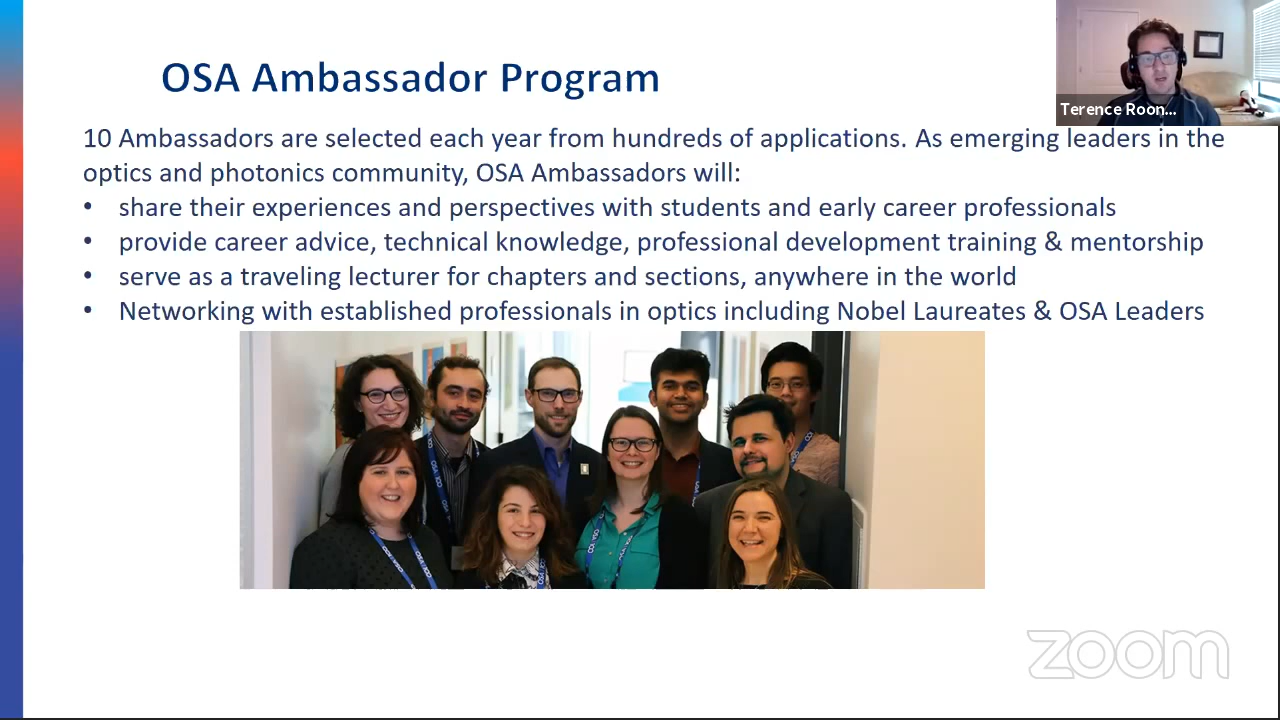 OSA Ambassador Program
Terence Roon...
10 Ambassadors are selected each year from hundreds of applications. As emerging leaders in the
optics and photonics community, OSA Ambassadors will:
• share their experiences and perspectives with students and early career professionals
• provide career advice, technical knowledge, professional development training & mentorship
• serve as a traveling lecturer for chapters and sections, anywhere in the world
• Networking with established professionals in optics including Nobel Laureates & OSA Leaders
zoom